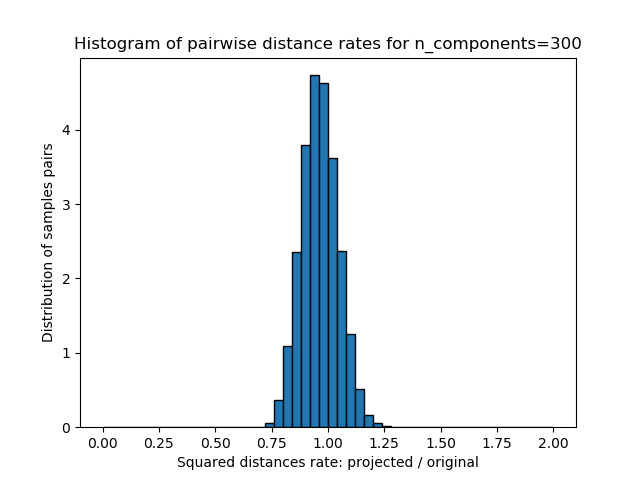 Histogram of pairwise distance rates for n_components=300
Distribution of samples pairs
4
3
2
1
0
0.00 0.25 0.50 0.75 1.00 1.25 1.50 1.75 2.00
Squared distances rate: projected / original